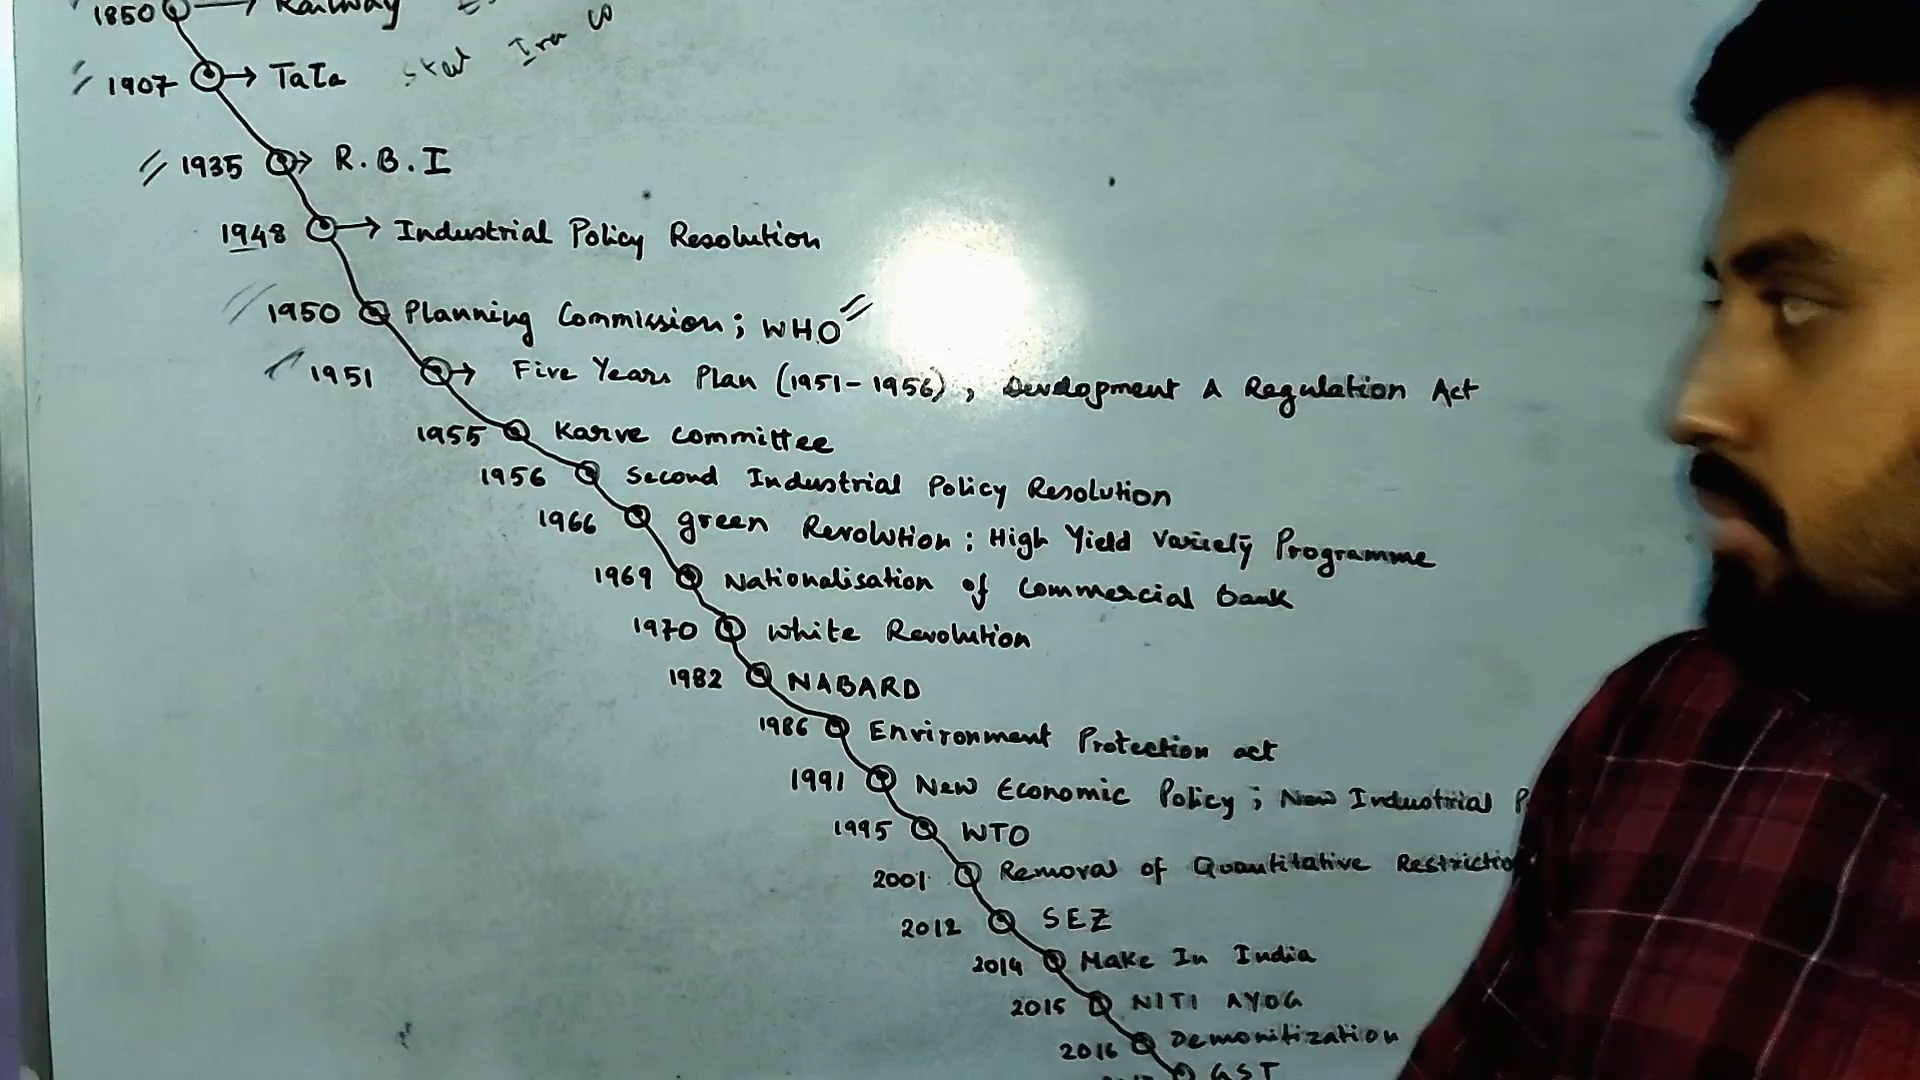 1850 → Railway
1907 → TaTa
1935 → R.B.I
1948 → Industrial Policy Resolution
1950 Planning Commission; WHO
1951 → Five Years Plan (1951-1956), Development A Regulation Act
1955 Karve committee
1956 Second Industrial Policy Resolution
1966 green Revolution; High Yield Variety Programme
1969 Nationalisation of Commercial bank
1970 White Revolution
1982 NABARD
1986 Environment Protection act
1991 New Economic Policy; New Industrial P
1995 WTO
2001 Removal of Quantitative Restrictio
2012 SEZ
2014 Make In India
2015 NITI AYOG
2016 Demonitization
GST